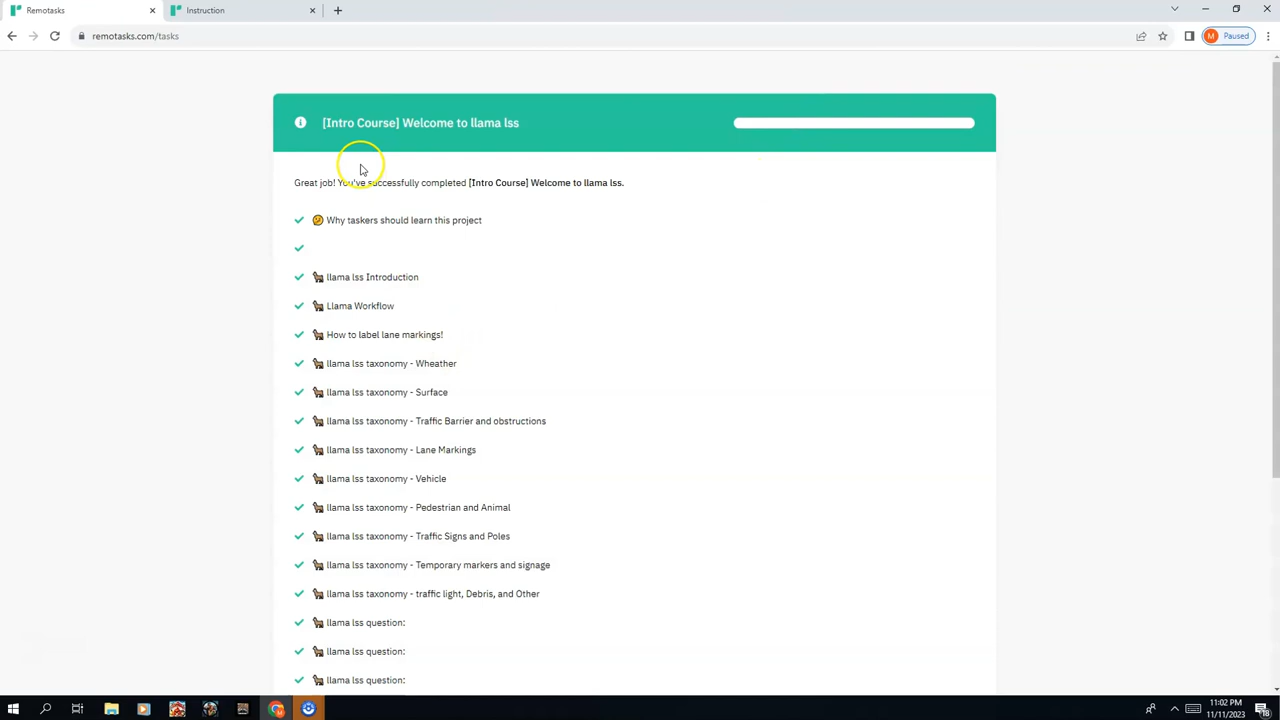 Remotasks
Instruction
remotasks.com/tasks
M
Paused
[Intro Course] Welcome to llama lss
Great job! You've successfully completed [Intro Course] Welcome to llama lss.
Why taskers should learn this project
llama lss Introduction
Llama Workflow
How to label lane markings!
llama lss taxonomy - Wheather
llama lss taxonomy - Surface
llama lss taxonomy - Traffic Barrier and obstructions
llama lss taxonomy - Lane Markings
llama lss taxonomy - Vehicle
llama lss taxonomy - Pedestrian and Animal
llama lss taxonomy - Traffic Signs and Poles
llama lss taxonomy - Temporary markers and signage
llama lss taxonomy - traffic light, Debris, and Other
llama lss question:
llama lss question:
llama lss question:
11:02 PM
11/11/2023
18